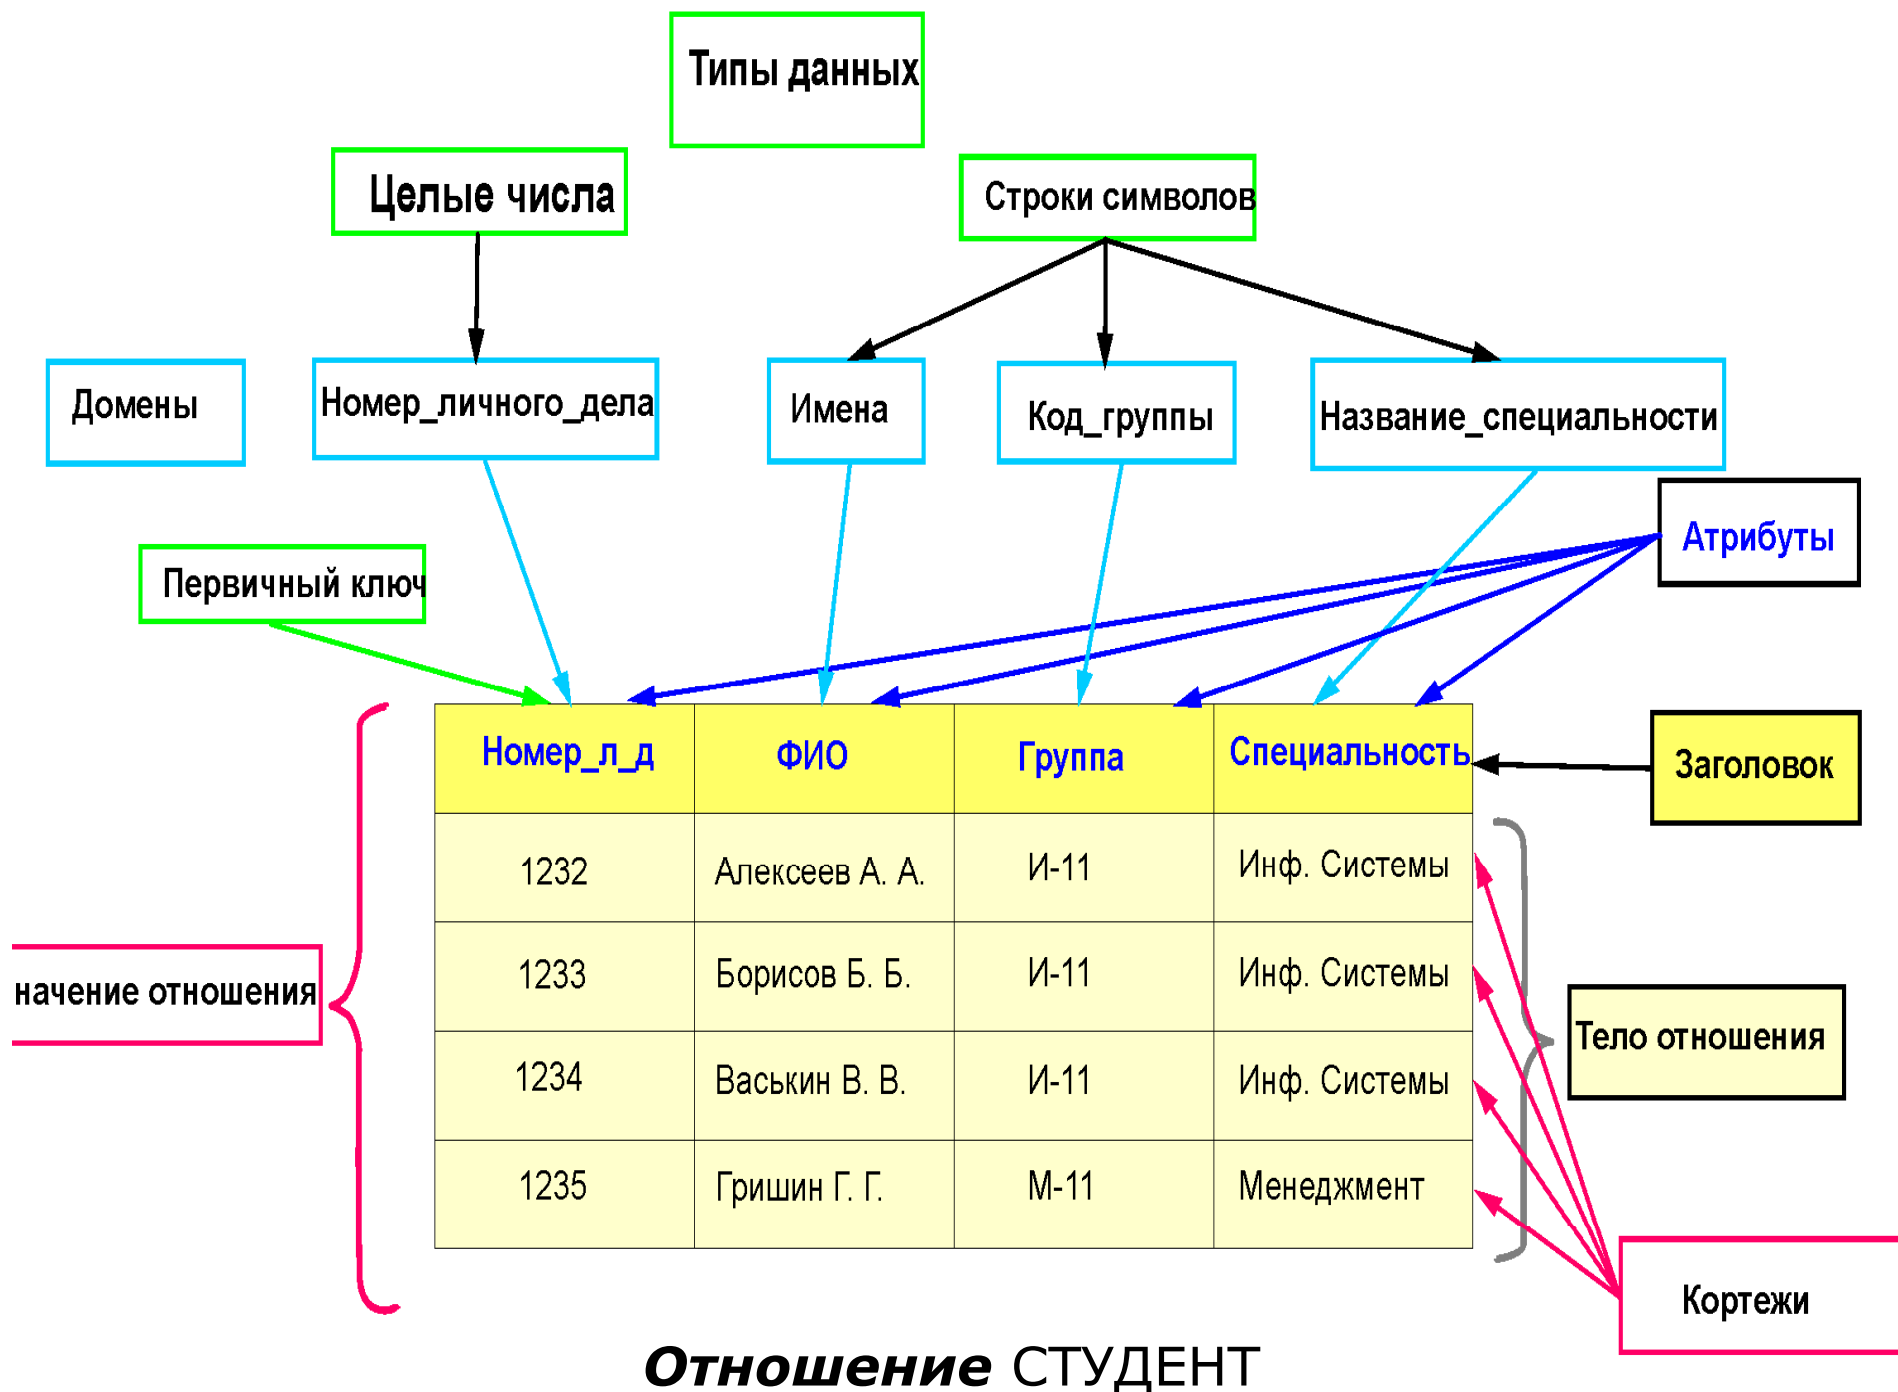 Типы данных
Целые числа
Строки символов
Домены
Номер_личного_дела
Имена
Код_группы
Название_специальности
Атрибуты
Первичный ключ
Номер_л_д
ФИО
Группа
Специальность
Заголовок
1232
Алексеев А. А.
И-11
Инф. Системы
1233
Борисов Б. Б.
И-11
Инф. Системы
начение отношения
Тело отношения
1234
Васькин В. В.
И-11
Инф. Системы
1235
Гришин Г. Г.
М-11
Менеджмент
Кортежи
Отношение СТУДЕНТ